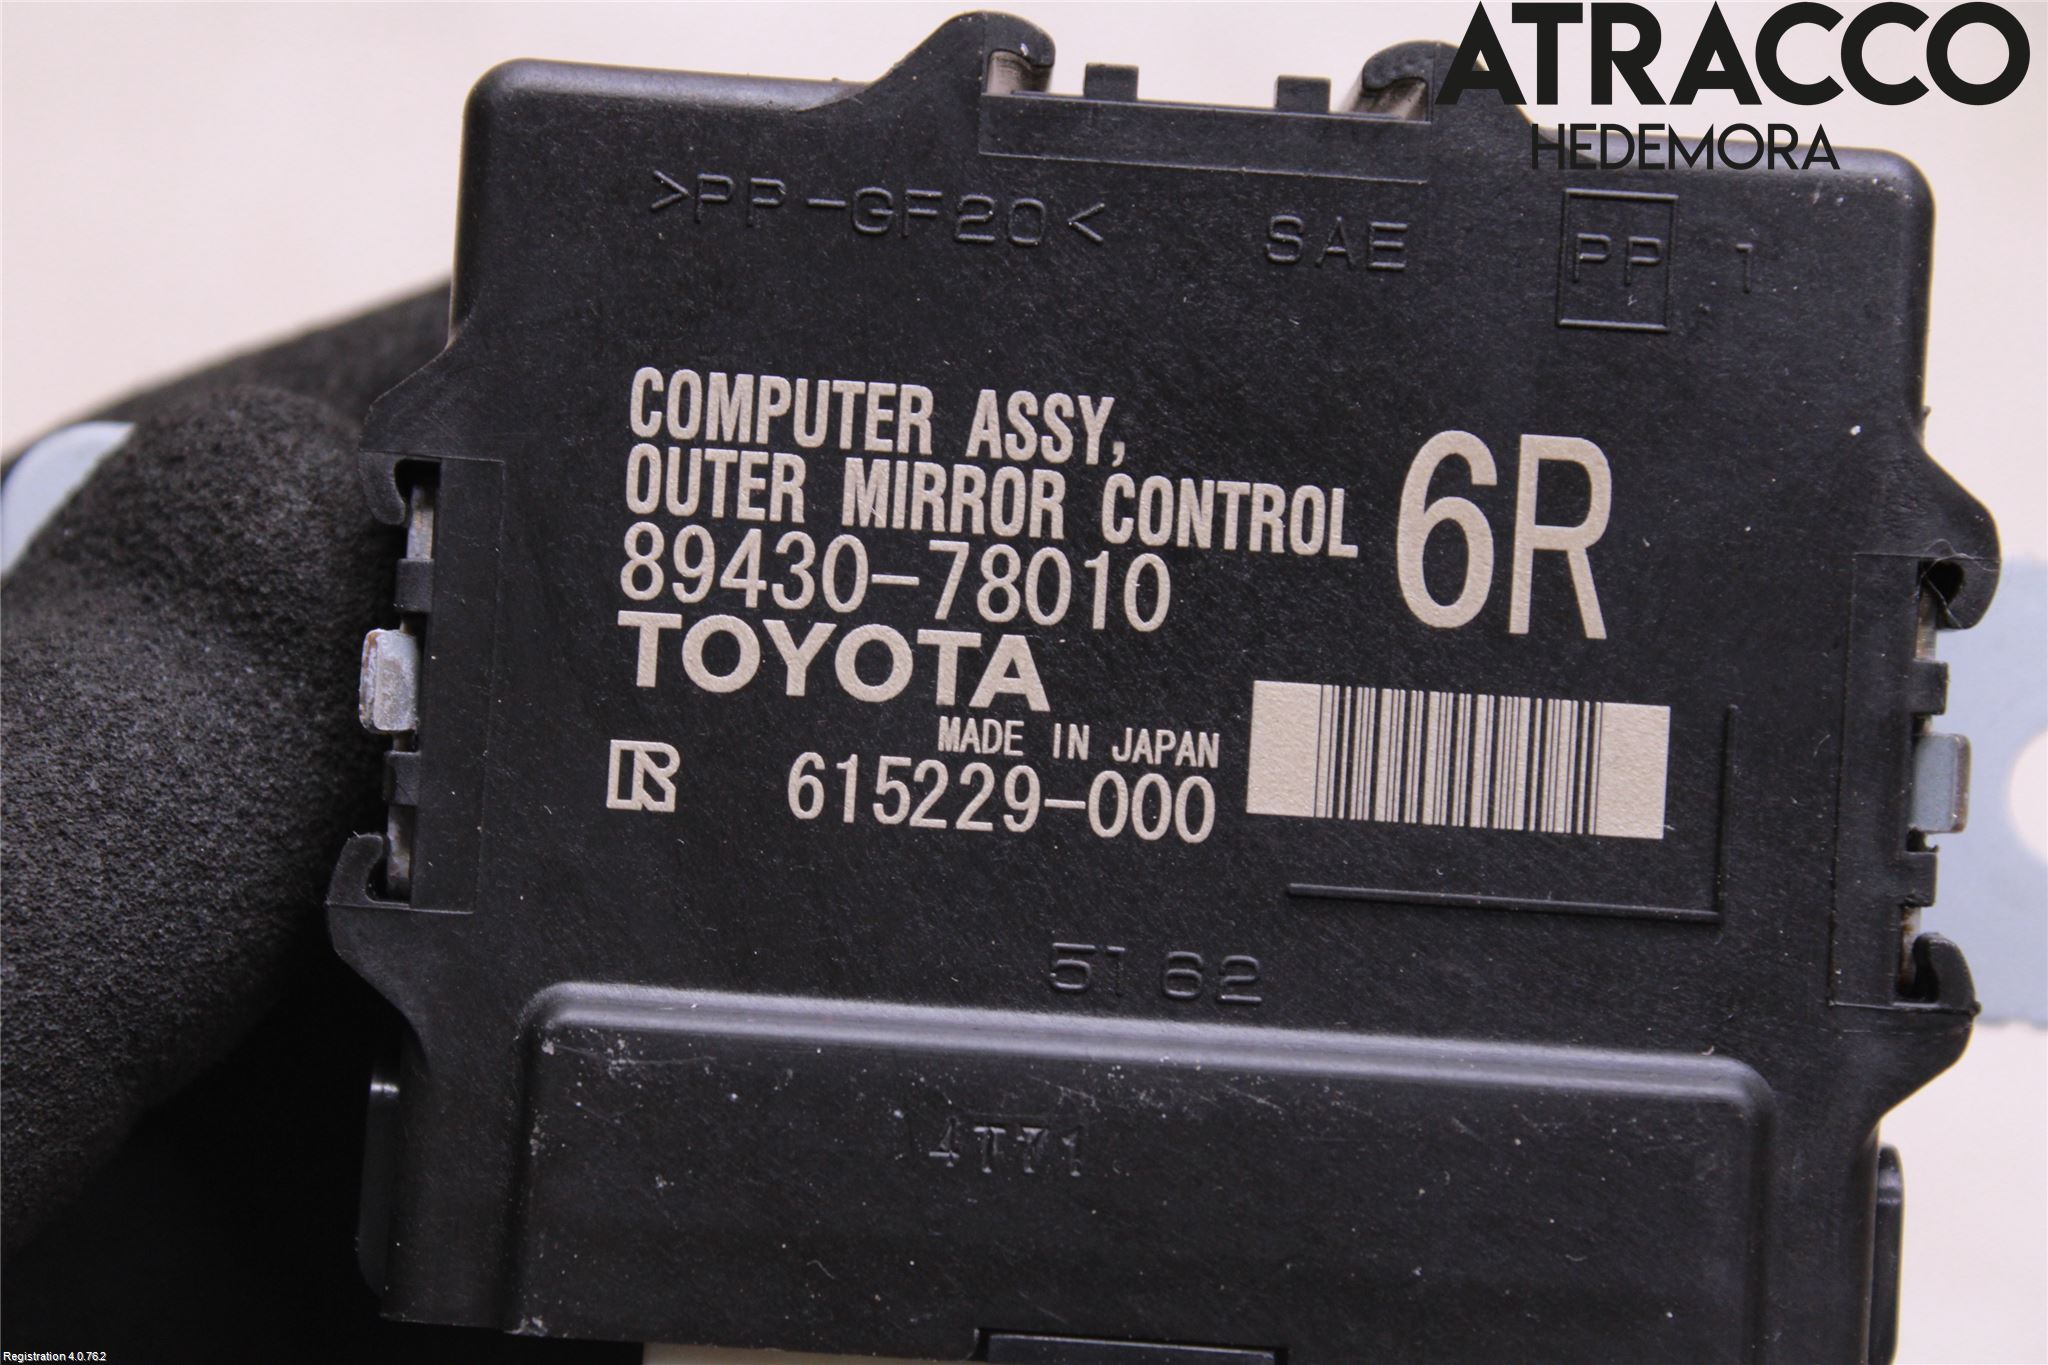 ATRACCO
HEDEMORA
>PP-GF20< SAE PP 1
COMPUTER ASSY,
OUTER MIRROR CONTROL 6R
89430-78010
TOYOTA
MADE IN JAPAN
R 615229-000
5162
4T71
Registration 4.0.76.2